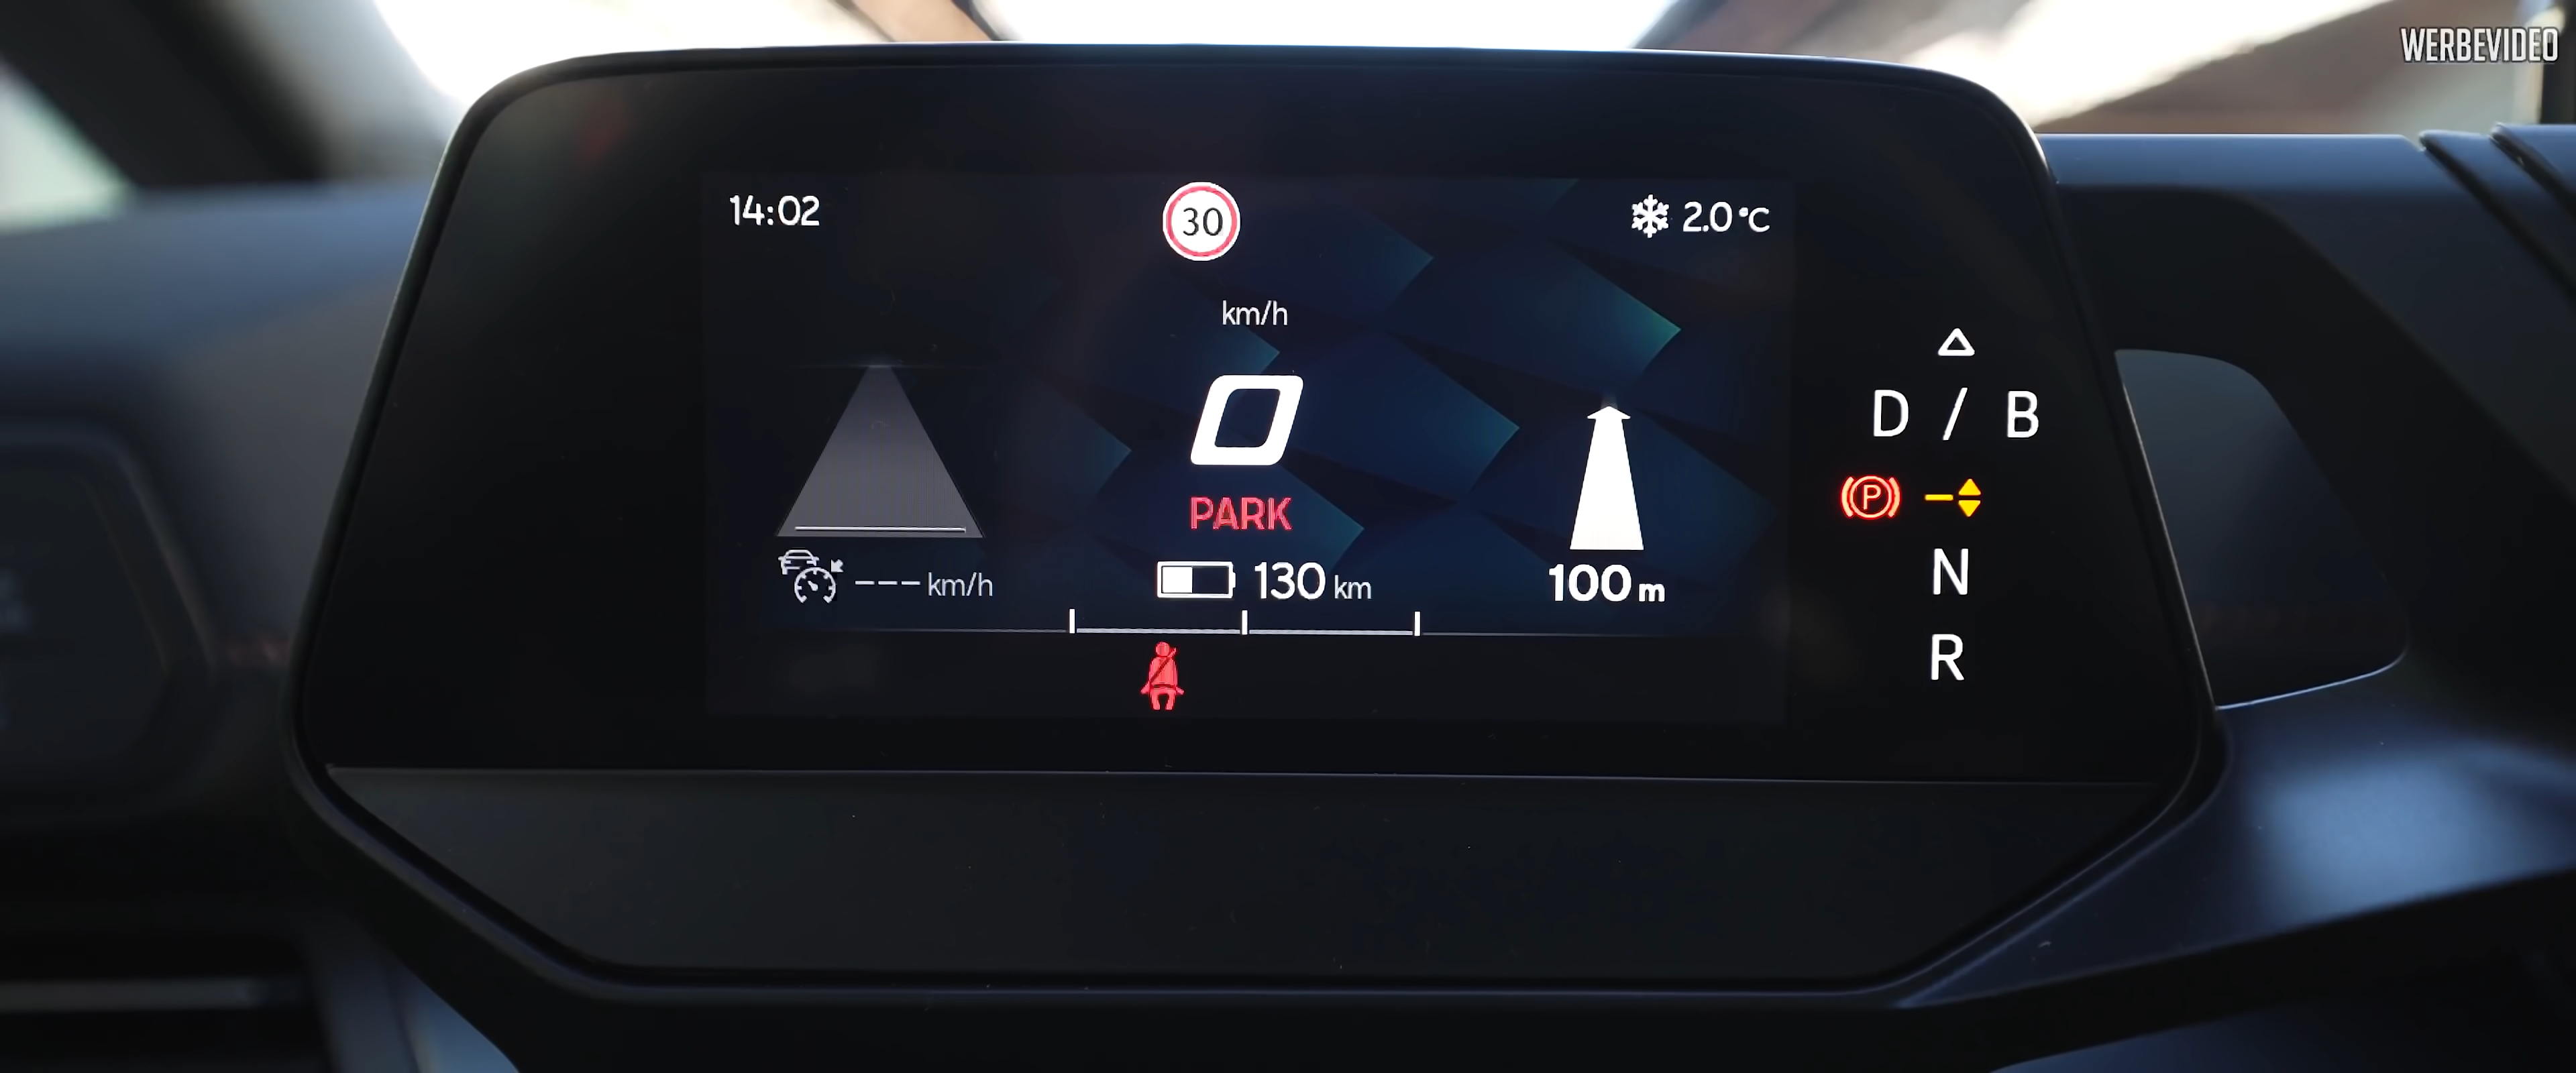 WERBEVIDEO
14:02
30
2.0°C
km/h
0
D / B
PARK
P
--- km/h
130 km
100 m
N
R